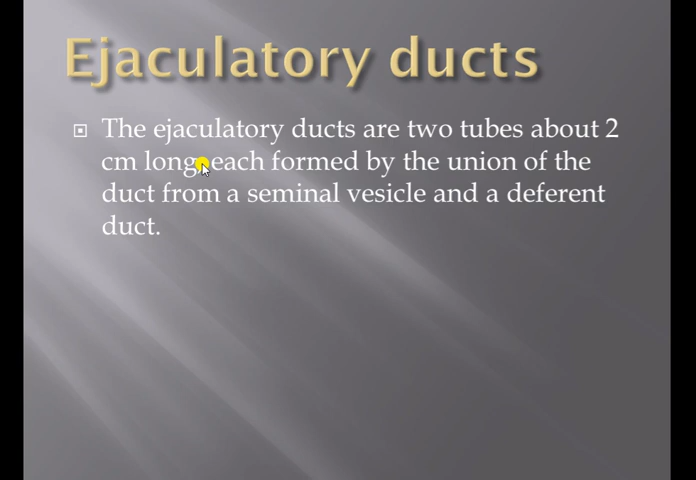 Ejaculatory ducts
The ejaculatory ducts are two tubes about 2
cm long, each formed by the union of the
duct from a seminal vesicle and a deferent
duct.